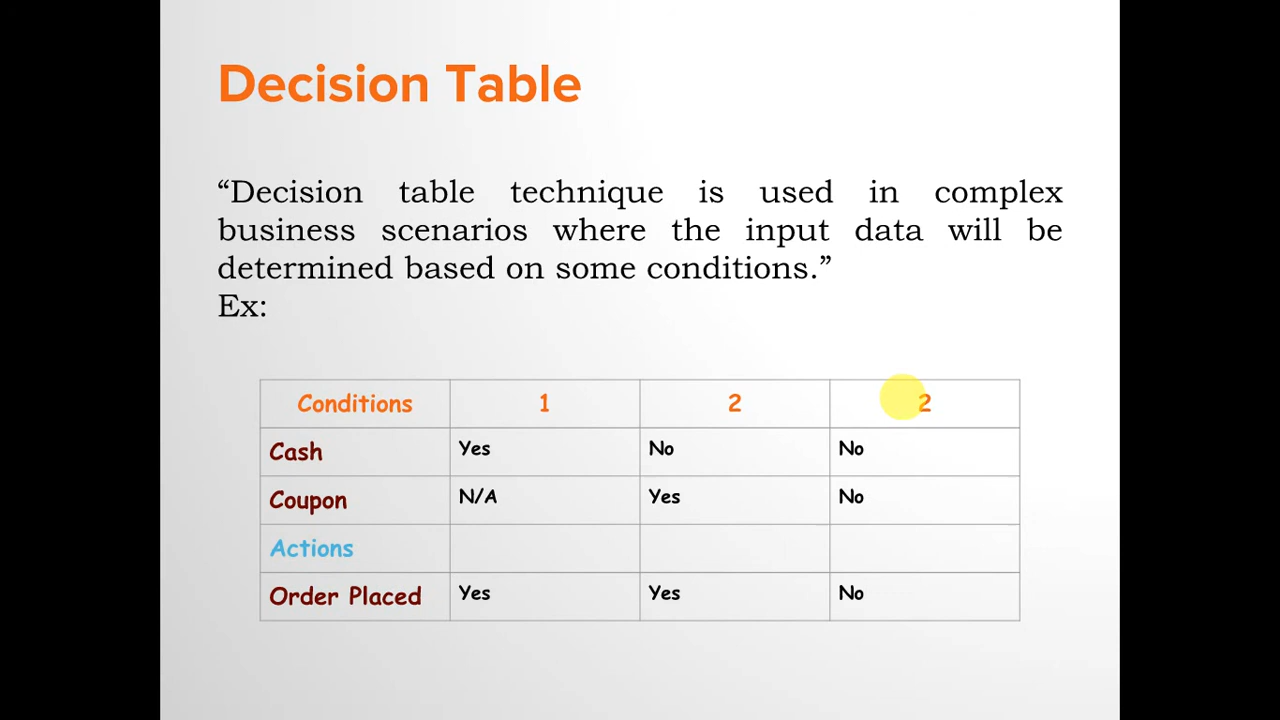 Decision Table
“Decision table technique is used in complex
business scenarios where the input data will be
determined based on some conditions.”
Ex:
Conditions 1 2 2
Cash Yes No No
Coupon N/A Yes No
Actions
Order Placed Yes Yes No